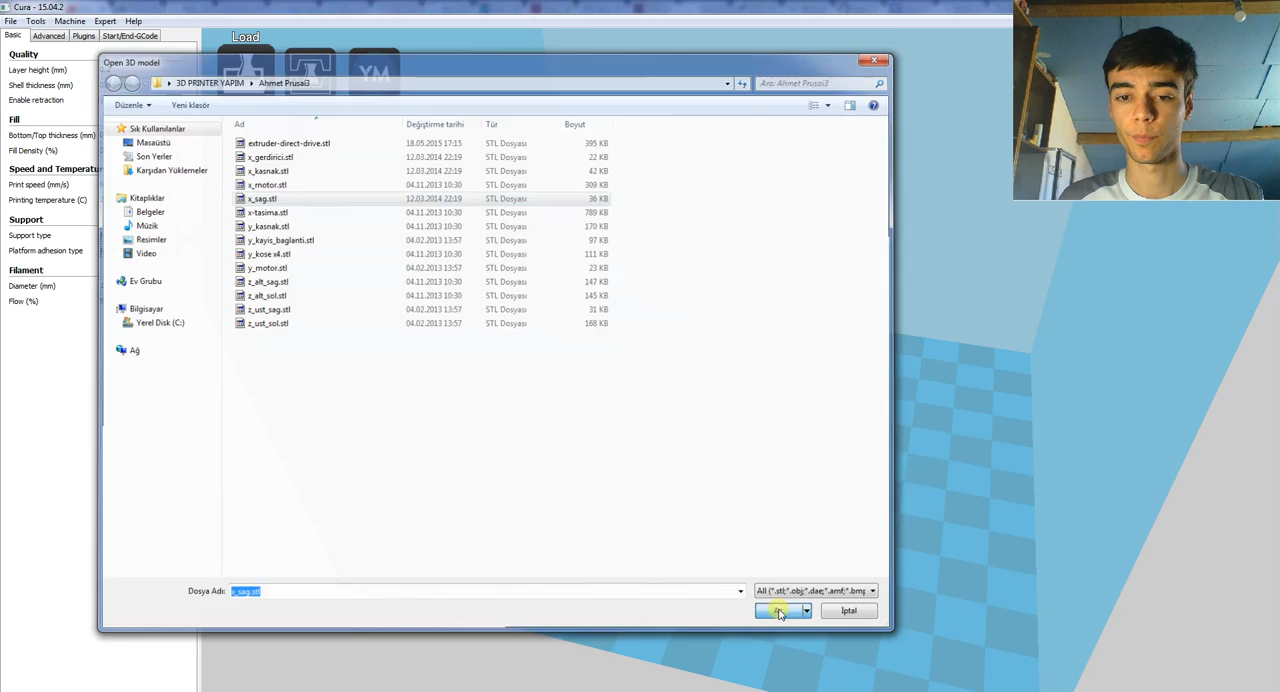 Cura - 15.04.2
File Tools Machine Expert Help
Basic Advanced Plugins Start/End-GCode
Load
Quality
Layer height (mm)
Shell thickness (mm)
Enable retraction
Fill
Bottom/Top thickness (mm)
Fill Density (%)
Speed and Temperatu
Print speed (mm/s)
Printing temperature (C)
Support
Support type
Platform adhesion type
Filament
Diameter (mm)
Flow (%)
YM
Open 3D model
3D PRINTER YAPIM Ahmet Prusai3
Ara: Ahmet Prusai3
Düzenle Yeni klasör
Sık Kullanılanlar
Masaüstü
Son Yerler
Karşıdan Yüklemeler
Kitaplıklar
Belgeler
Müzik
Resimler
Video
Ev Grubu
Bilgisayar
Yerel Disk (C:)
Ağ
Ad Değiştirme tarihi Tür Boyut
extruder-direct-drive.stl 18.05.2015 17:15 STL Dosyası 395 KB
x_gerdirici.stl 12.03.2014 22:19 STL Dosyası 22 KB
x_kasnak.stl 12.03.2014 22:19 STL Dosyası 42 KB
x_motor.stl 04.11.2013 10:30 STL Dosyası 309 KB
x_sag.stl 12.03.2014 22:19 STL Dosyası 36 KB
x-tasima.stl 04.11.2013 10:30 STL Dosyası 789 KB
y_kasnak.stl 04.11.2013 10:30 STL Dosyası 170 KB
y_kayis_baglanti.stl 04.02.2013 13:57 STL Dosyası 97 KB
y_kose x4.stl 04.11.2013 10:30 STL Dosyası 111 KB
y_motor.stl 04.02.2013 13:57 STL Dosyası 23 KB
z_alt_sag.stl 04.11.2013 10:30 STL Dosyası 147 KB
z_alt_sol.stl 04.11.2013 10:30 STL Dosyası 145 KB
z_ust_sag.stl 04.02.2013 13:57 STL Dosyası 31 KB
z_ust_sol.stl 04.02.2013 13:57 STL Dosyası 168 KB
Dosya Adı: x_sag.stl
All (*.stl;*.obj;*.dae;*.amf;*.bmp
İptal